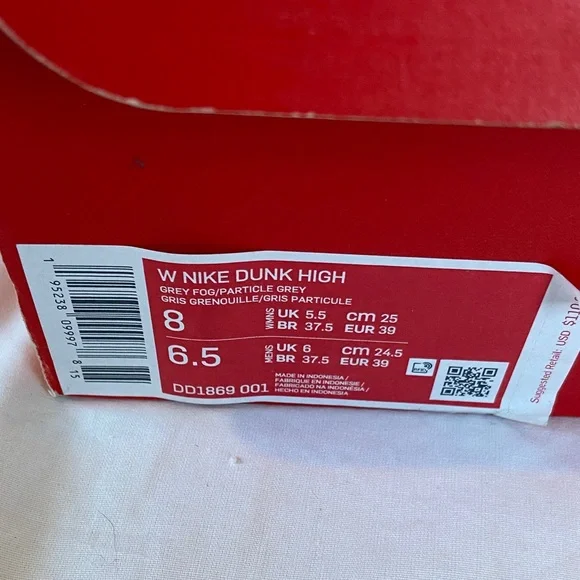 W NIKE DUNK HIGH
GREY FOG/PARTICLE GREY
GRIS GRENOUILLE/GRIS PARTICULE
8 WMNS UK 5.5 cm 25
BR 37.5 EUR 39
6.5 MENS UK 6 cm 24.5
BR 37.5 EUR 39
DD1869 001
MADE IN INDONESIA/
FABRIQUE EN INDONESIE/
FABRICADO NA INDONÉSIA/
HECHO EN INDONESIA
1 95238 09997 8 15
Suggested Retail: USD $110